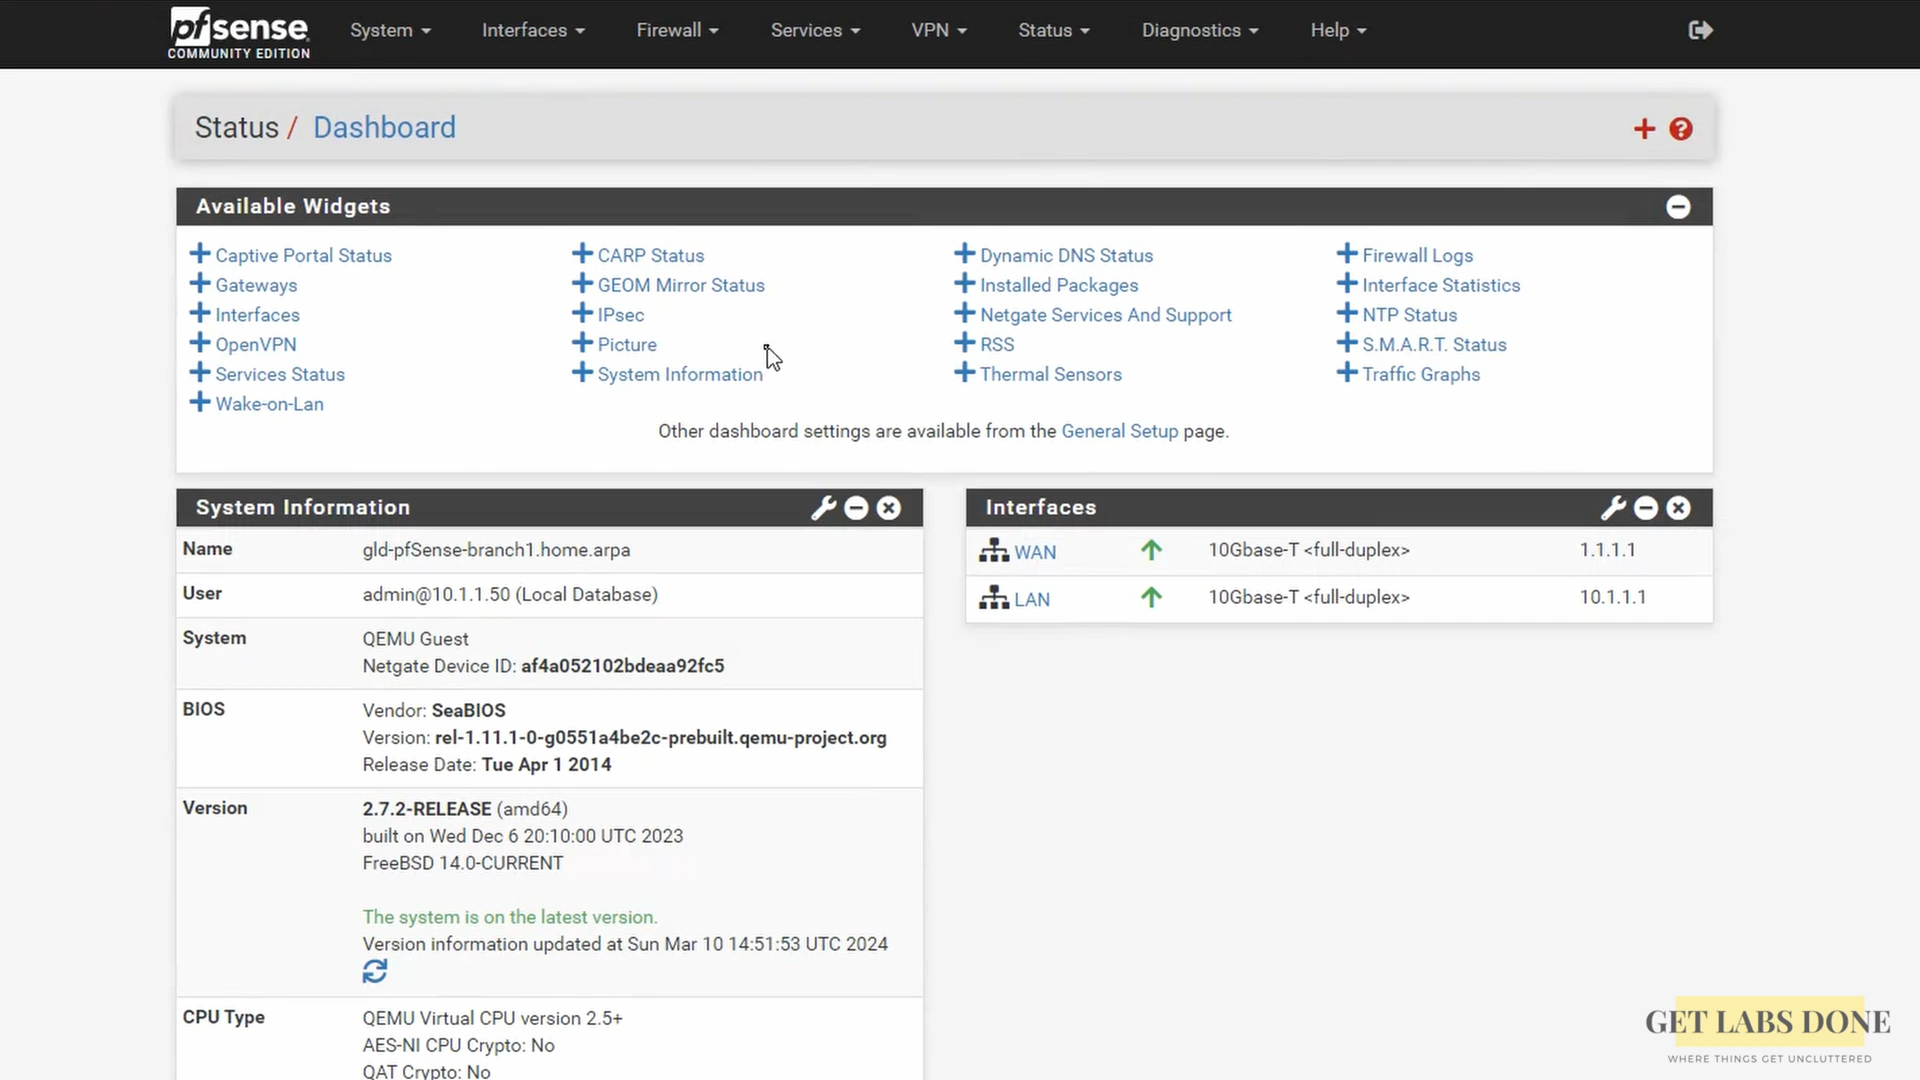 pfsense
COMMUNITY EDITION
System
Interfaces
Firewall
Services
VPN
Status
Diagnostics
Help
Status / Dashboard
Available Widgets
Captive Portal Status
CARP Status
Dynamic DNS Status
Firewall Logs
Gateways
GEOM Mirror Status
Installed Packages
Interface Statistics
Interfaces
IPsec
Netgate Services And Support
NTP Status
OpenVPN
Picture
RSS
S.M.A.R.T. Status
Services Status
System Information
Thermal Sensors
Traffic Graphs
Wake-on-Lan
Other dashboard settings are available from the General Setup page.
System Information
Name gld-pfSense-branch1.home.arpa
User admin@10.1.1.50 (Local Database)
System QEMU Guest
Netgate Device ID: af4a052102bdeaa92fc5
BIOS Vendor: SeaBIOS
Version: rel-1.11.1-0-g0551a4be2c-prebuilt.qemu-project.org
Release Date: Tue Apr 1 2014
Version 2.7.2-RELEASE (amd64)
built on Wed Dec 6 20:10:00 UTC 2023
FreeBSD 14.0-CURRENT
The system is on the latest version.
Version information updated at Sun Mar 10 14:51:53 UTC 2024
CPU Type QEMU Virtual CPU version 2.5+
AES-NI CPU Crypto: No
QAT Crypto: No
Interfaces
WAN 10Gbase-T <full-duplex> 1.1.1.1
LAN 10Gbase-T <full-duplex> 10.1.1.1
GET LABS DONE
WHERE THINGS GET UNCLUTTERED